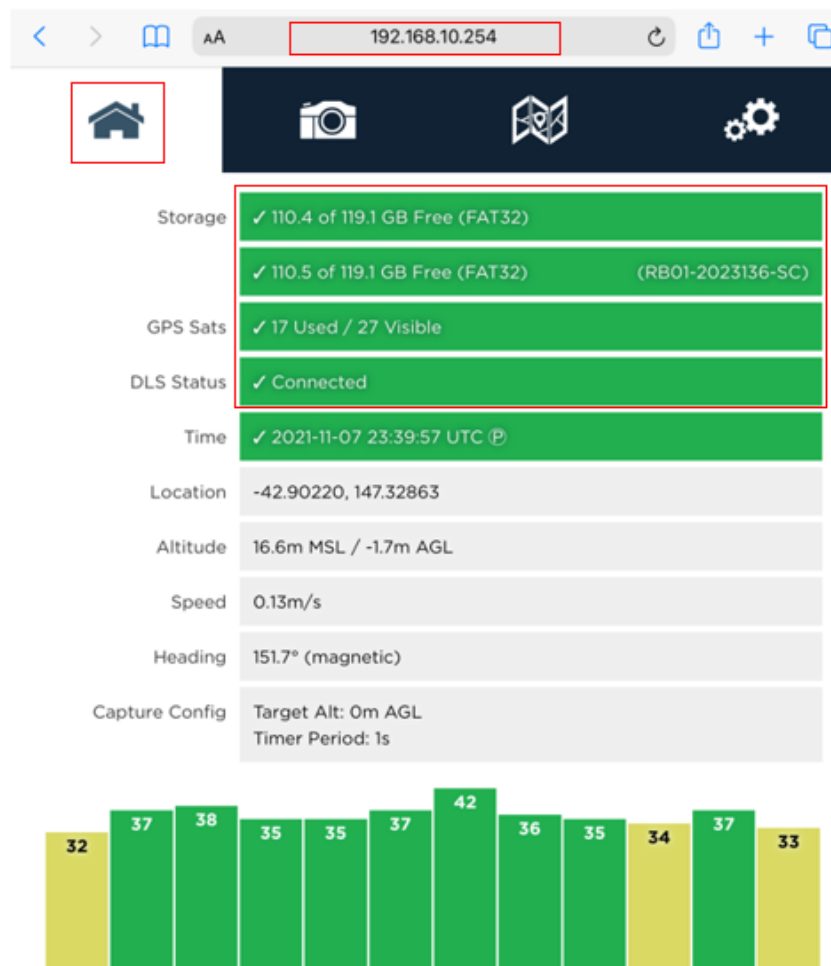 AA 192.168.10.254
Storage ✓ 110.4 of 119.1 GB Free (FAT32)
✓ 110.5 of 119.1 GB Free (FAT32) (RB01-2023136-SC)
GPS Sats ✓ 17 Used / 27 Visible
DLS Status ✓ Connected
Time ✓ 2021-11-07 23:39:57 UTC Ⓟ
Location -42.90220, 147.32863
Altitude 16.6m MSL / -1.7m AGL
Speed 0.13m/s
Heading 151.7° (magnetic)
Capture Config Target Alt: 0m AGL
Timer Period: 1s
32 37 38 35 35 37 42 36 35 34 37 33